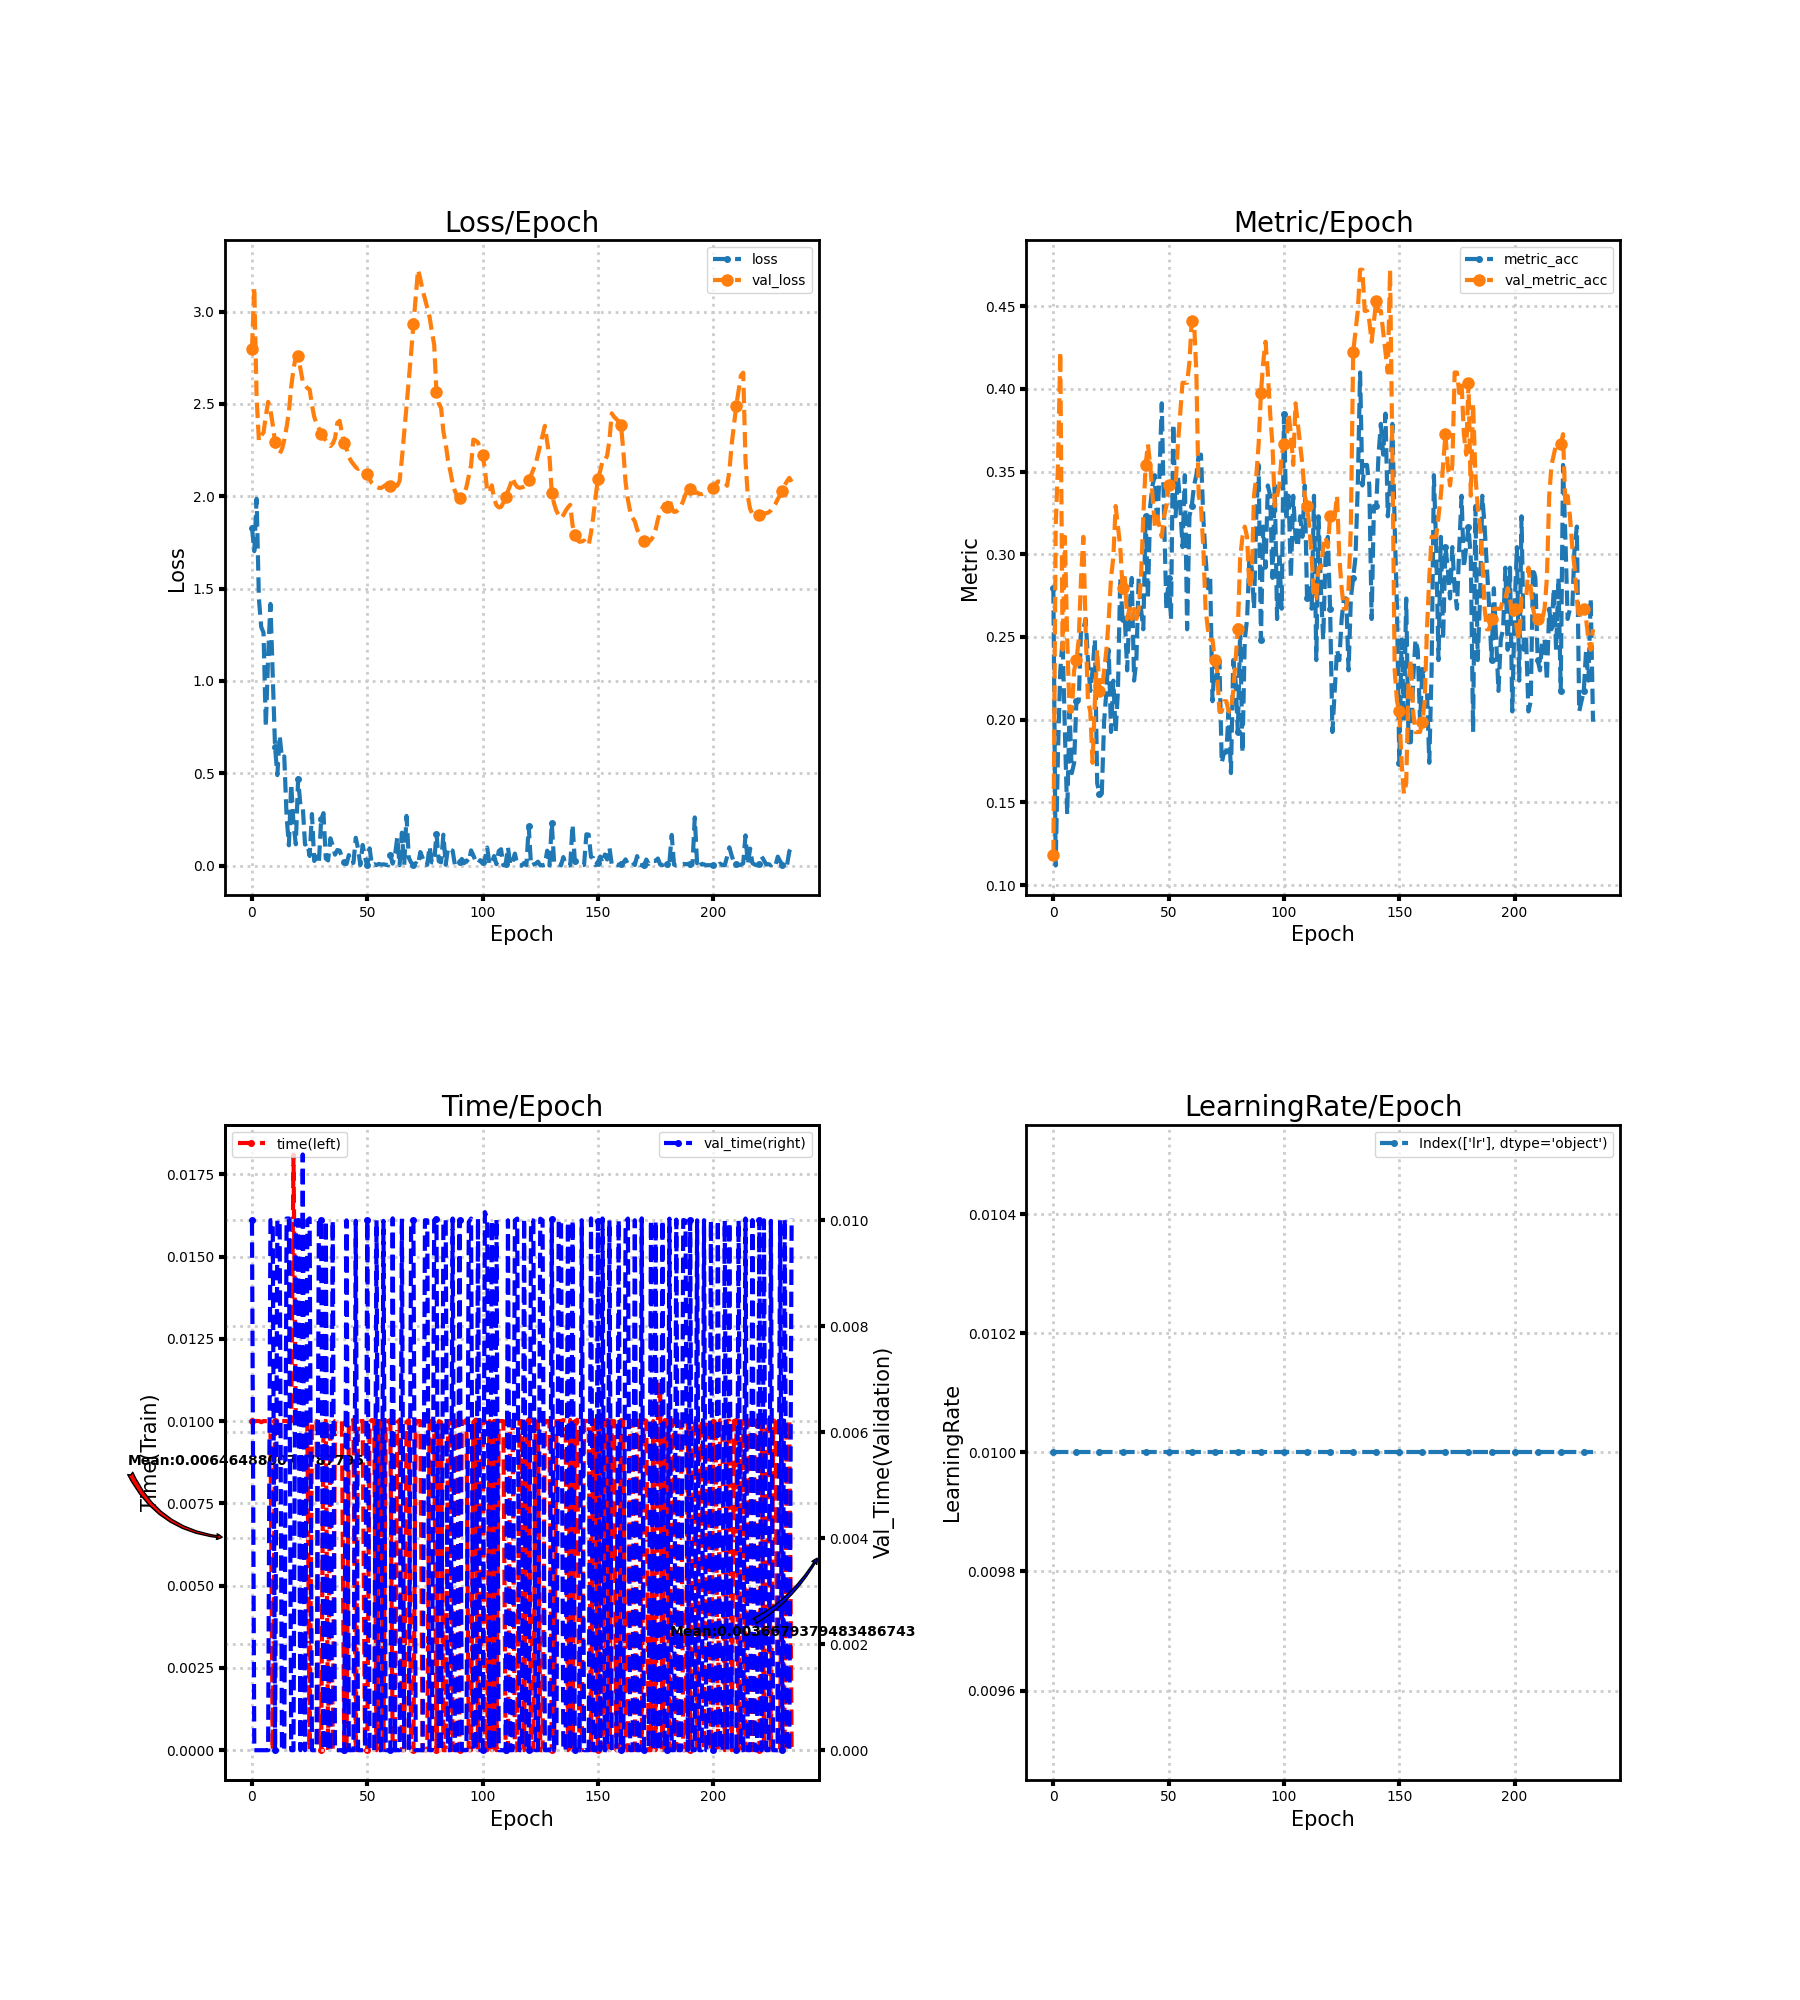 Loss/Epoch
loss
val_loss
3.0
2.5
2.0
1.5
1.0
0.5
0.0
Loss
0
50
100
150
200
Epoch
Metric/Epoch
metric_acc
val_metric_acc
0.45
0.40
0.35
0.30
0.25
0.20
0.15
0.10
Metric
0
50
100
150
200
Epoch
Time/Epoch
time(left)
val_time(right)
0.0175
0.0150
0.0125
0.0100
0.0075
0.0050
0.0025
0.0000
Time(Train)
0.010
0.008
0.006
0.004
0.002
0.000
Val_Time(Validation)
Mean:0.0036679379483486743
0
50
100
150
200
Epoch
LearningRate/Epoch
Index(['lr'], dtype='object')
0.0104
0.0102
0.0100
0.0098
0.0096
LearningRate
0
50
100
150
200
Epoch